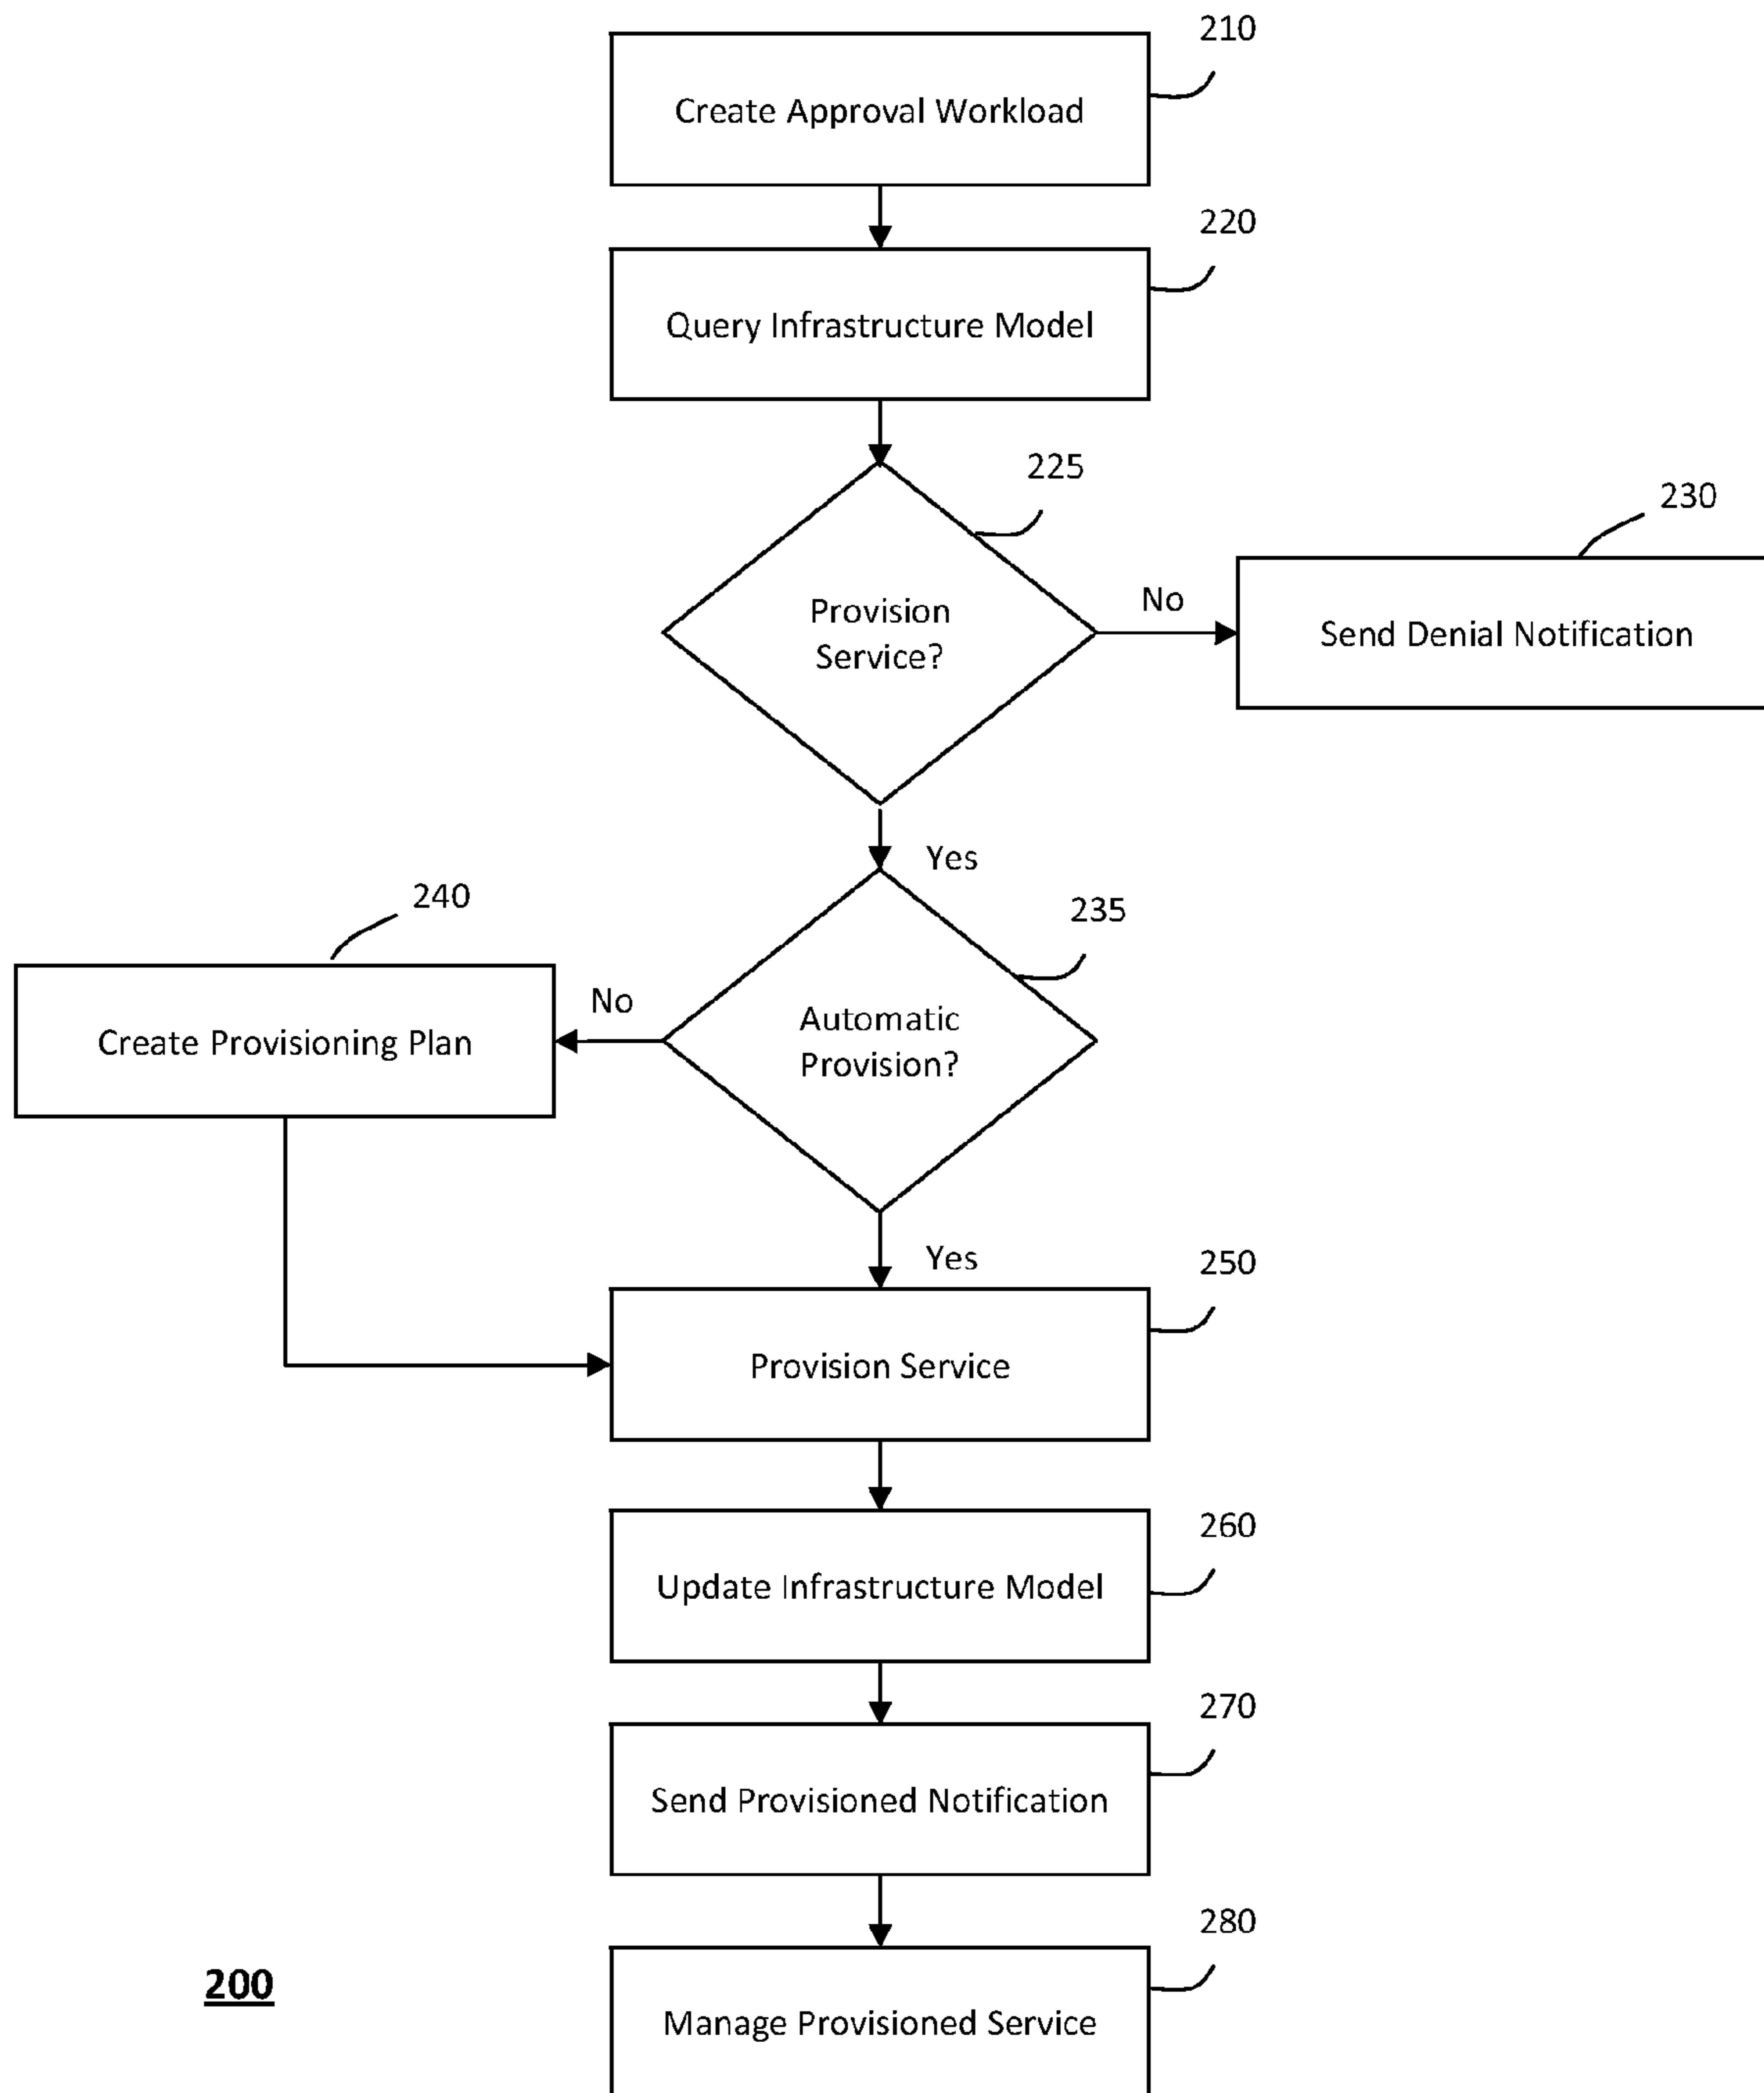 210
Create Approval Workload
220
Query Infrastructure Model
225
230
Provision
Service?
No
Send Denial Notification
Yes
240
235
No
Create Provisioning Plan
Automatic
Provision?
Yes
250
Provision Service
260
Update Infrastructure Model
270
Send Provisioned Notification
280
200
Manage Provisioned Service